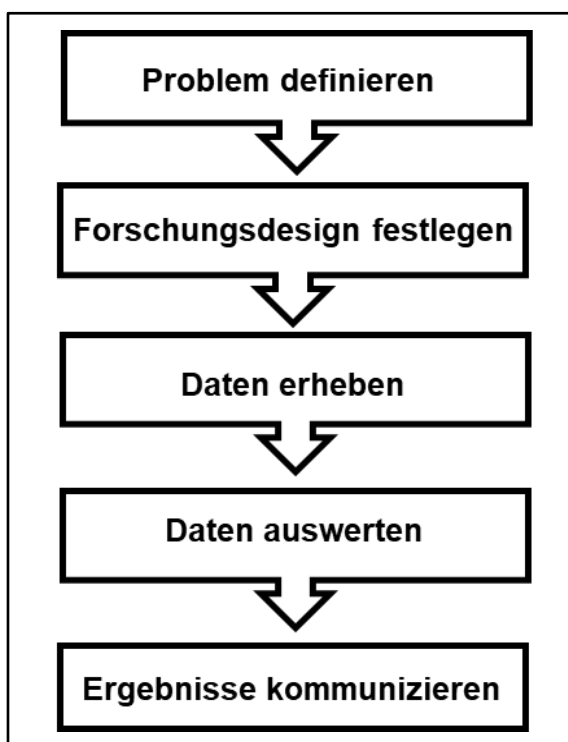 Problem definieren
Forschungsdesign festlegen
Daten erheben
Daten auswerten
Ergebnisse kommunizieren